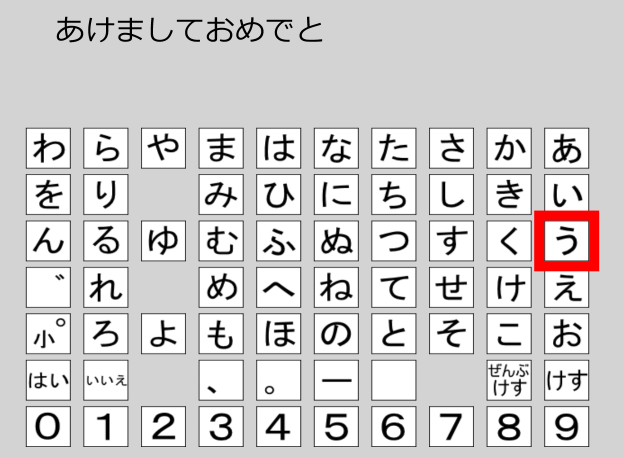 あけましておめでと
わ ら や ま は な た さ か あ
を り み ひ に ち し き い
ん る ゆ む ふ ぬ つ す く う
゛ れ め へ ね て せ け え
小゜ ろ よ も ほ の と そ こ お
はい いいえ 、 。 ー ぜんぶけす けす
0 1 2 3 4 5 6 7 8 9